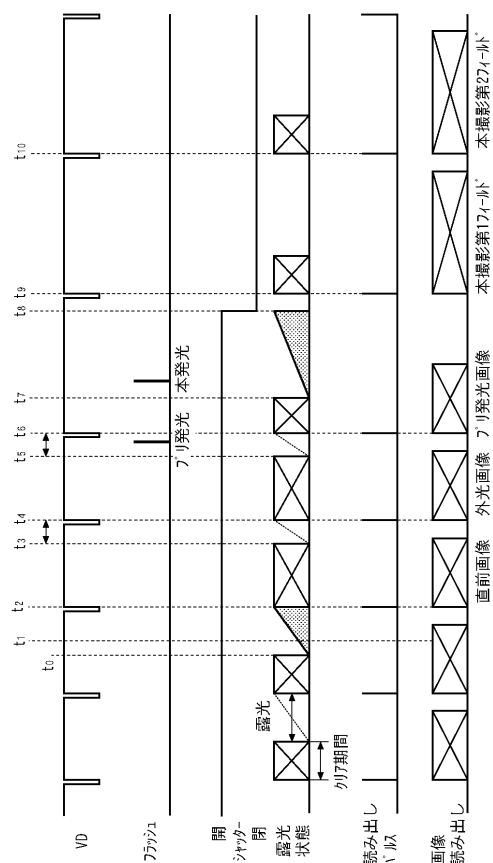 t0
t1
t2
t3
t4
t5
t6
t7
t8
t9
t10
VD
フラッシュ
プリ発光
本発光
開
シャッター
閉
露光
状態
露光
クリア期間
読み出し
パルス
画像
読み出し
直前画像
外光画像
プリ発光画像
本撮影第1フィールド
本撮影第2フィールド